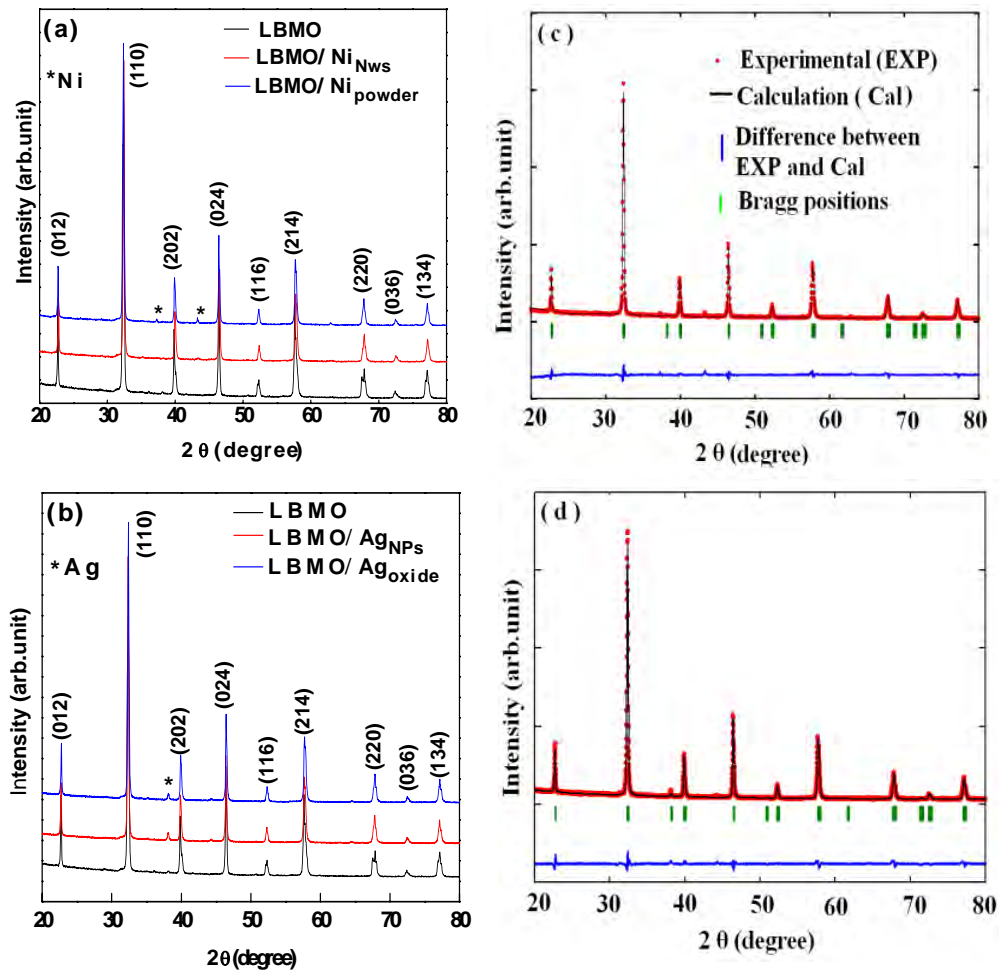 (a)
LBMO
LBMO/ Ni_Nws
LBMO/ Ni_powder
*Ni
(012)
(110)
*
*
(202)
(024)
(116)
(214)
(220)
(036)
(134)
Intensity (arb.unit)
20 30 40 50 60 70 80
2 θ (degree)
(c)
Experimental (EXP)
Calculation ( Cal)
Difference between
EXP and Cal
Bragg positions
Intensity (arb.unit)
20 30 40 50 60 70 80
2 θ (degree)
(b)
LBMO
LBMO/ Ag_NPs
LBMO/ Ag_oxide
*Ag
(012)
(110)
*
(202)
(024)
(116)
(214)
(220)
(036)
(134)
Intensity (arb.unit)
20 30 40 50 60 70 80
2θ (degree)
(d)
Intensity (arb.unit)
20 30 40 50 60 70 80
2 θ (degree)